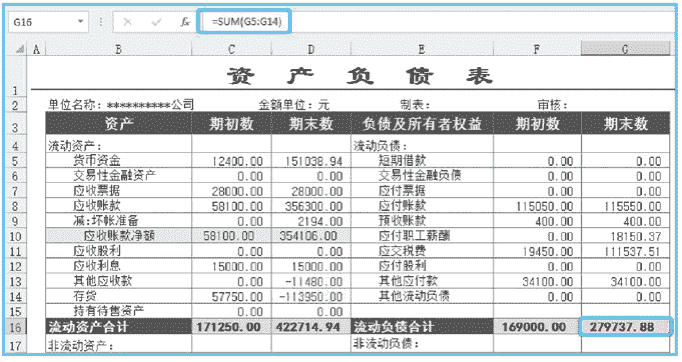 G16 fx =SUM(G5:G14)
A B C D E F G
1 资产负债表
2 单位名称: **********公司 金额单位: 元 制表: 审核:
3 资产 期初数 期末数 负债及所有者权益 期初数 期末数
4 流动资产: 流动负债:
5 货币资金 12400.00 151038.94 短期借款 0.00 0.00
6 交易性金融资产 0.00 0.00 交易性金融负债 0.00 0.00
7 应收票据 28000.00 28000.00 应付票据 0.00 0.00
8 应收账款 58100.00 356300.00 应付账款 115050.00 115550.00
9 减:坏帐准备 0.00 2194.00 预收账款 400.00 400.00
10 应收账款净额 58100.00 354106.00 应付职工薪酬 0.00 18150.37
11 应收股利 0.00 0.00 应交税费 19450.00 111537.51
12 应收利息 15000.00 15000.00 应付股利 0.00 0.00
13 其他应收款 0.00 -11480.00 其他应付款 34100.00 34100.00
14 存货 57750.00 -113950.00 其他流动负债 0.00 0.00
15 持有待售资产 0.00 0.00
16 流动资产合计 171250.00 422714.94 流动负债合计 169000.00 279737.88
17 非流动资产: 非流动负债: